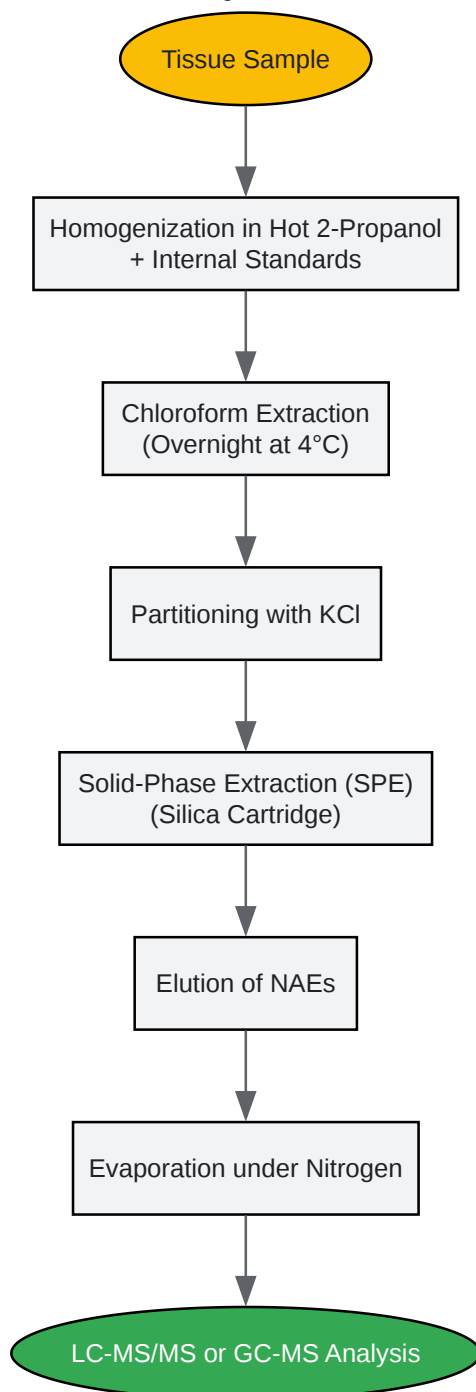 Tissue Sample
Homogenization in Hot 2-Propanol
+ Internal Standards
Chloroform Extraction
(Overnight at 4°C)
Partitioning with KCl
Solid-Phase Extraction (SPE)
(Silica Cartridge)
Elution of NAEs
Evaporation under Nitrogen
LC-MS/MS or GC-MS Analysis